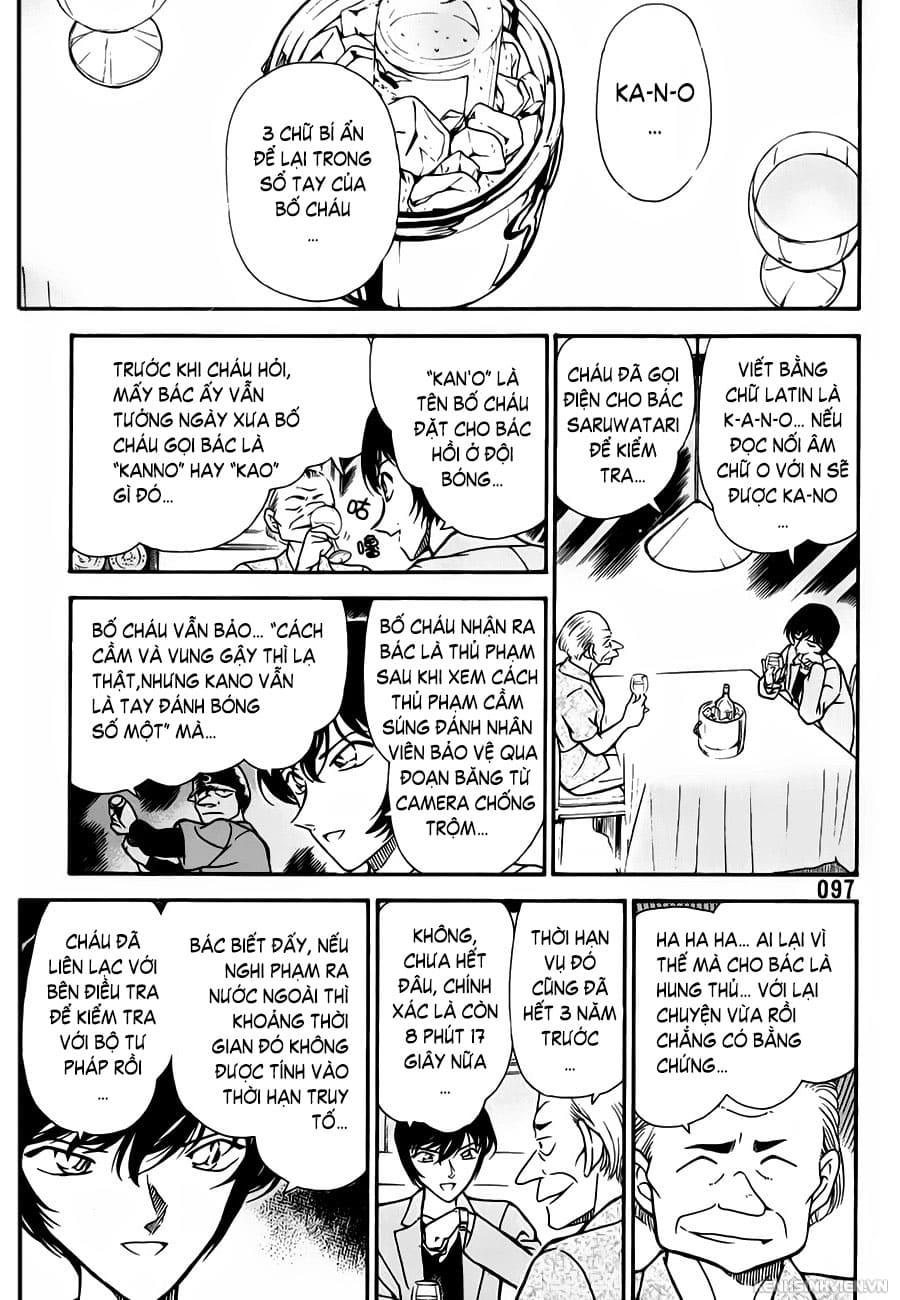 KA-N-O
...
3 CHỮ BÍ ẨN
ĐỂ LẠI TRONG
SỔ TAY CỦA
BỐ CHÁU
...
VIẾT BẰNG
CHỮ LATIN LÀ
K-A-N-O... NẾU
ĐỌC NỐI ÂM
CHỮ O VỚI N SẼ
ĐƯỢC KA-NO
...
CHÁU ĐÃ GỌI
ĐIỆN CHO BÁC
SARUWATARI
ĐỂ KIỂM
TRA...
“KAN'O” LÀ
TÊN BỐ CHÁU
ĐẶT CHO BÁC
HỒI Ở ĐỘI
BÓNG...
TRƯỚC KHI CHÁU HỎI,
MẤY BÁC ẤY VẪN
TƯỞNG NGÀY XƯA BỐ
CHÁU GỌI BÁC LÀ
“KANNO” HAY “KAO”
GÌ ĐÓ...
咕
嚕
BỐ CHÁU NHẬN RA
BÁC LÀ THỦ PHẠM
SAU KHI XEM CÁCH
THỦ PHẠM CẦM
SÚNG ĐÁNH NHÂN
VIÊN BẢO VỆ QUA
ĐOẠN BĂNG TỪ
CAMERA CHỐNG
TRỘM...
BỐ CHÁU VẪN BẢO... “CÁCH
CẦM VÀ VUNG GẬY THÌ LẠ
THẬT,NHƯNG KANO VẪN
LÀ TAY ĐÁNH BÓNG
SỐ MỘT” MÀ...
097
HA HA HA... AI LẠI VÌ
THẾ MÀ CHO BÁC LÀ
HUNG THỦ... VỚI LẠI
CHUYỆN VỪA RỒI
CHẲNG CÓ BẰNG
CHỨNG...
THỜI HẠN
VỤ ĐÓ
CŨNG ĐÃ
HẾT 3 NĂM
TRƯỚC
...
KHÔNG,
CHƯA HẾT
ĐÂU, CHÍNH
XÁC LÀ CÒN
8 PHÚT 17
GIÂY NỮA
...
BÁC BIẾT ĐẤY, NẾU
NGHI PHẠM RA
NƯỚC NGOÀI THÌ
KHOẢNG THỜI
GIAN ĐÓ KHÔNG
ĐƯỢC TÍNH VÀO
THỜI HẠN TRUY
TỐ...
CHÁU ĐÃ
LIÊN LẠC VỚI
BÊN ĐIỀU TRA
ĐỂ KIỂM TRA
VỚI BỘ TƯ
PHÁP RỒI
...
KENHSINHVIEN.VN